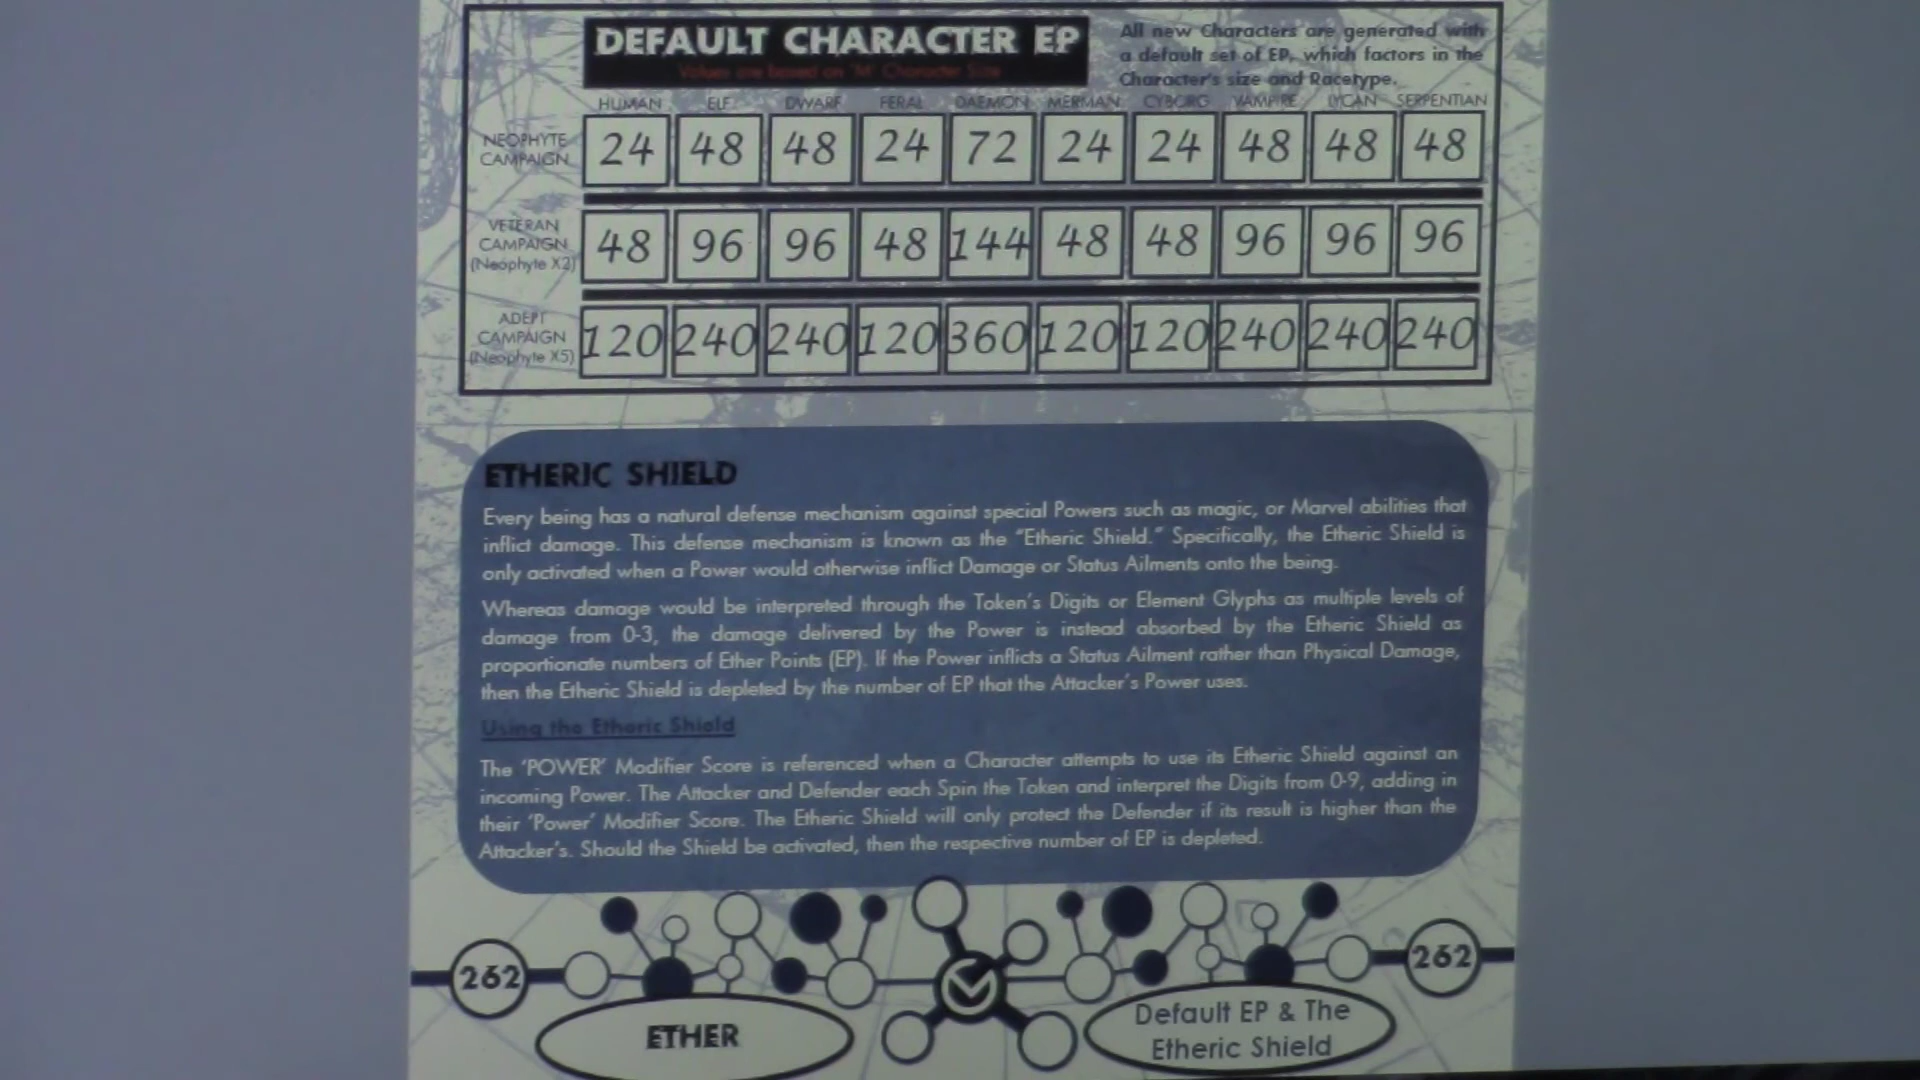 DEFAULT CHARACTER EP
Values are based on 'M' Character Size
All new Characters are generated with
a default set of EP, which factors in the
Character's size and Racetype.
HUMAN ELF DWARF FERAL DAEMON MERMAN CYBORG VAMPIRE LYCAN SERPENTIAN
NEOPHYTE
CAMPAIGN
24 48 48 24 72 24 24 48 48 48
VETERAN
CAMPAIGN
(Neophyte X2)
48 96 96 48 144 48 48 96 96 96
ADEPT
CAMPAIGN
(Neophyte X5)
120 240 240 120 360 120 120 240 240 240
ETHERIC SHIELD
Every being has a natural defense mechanism against special Powers such as magic, or Marvel abilities that
inflict damage. This defense mechanism is known as the "Etheric Shield." Specifically, the Etheric Shield is
only activated when a Power would otherwise inflict Damage or Status Ailments onto the being.
Whereas damage would be interpreted through the Token's Digits or Element Glyphs as multiple levels of
damage from 0-3, the damage delivered by the Power is instead absorbed by the Etheric Shield as
proportionate numbers of Ether Points (EP). If the Power inflicts a Status Ailment rather than Physical Damage,
then the Etheric Shield is depleted by the number of EP that the Attacker's Power uses.
Using the Etheric Shield
The 'POWER' Modifier Score is referenced when a Character attempts to use its Etheric Shield against an
incoming Power. The Attacker and Defender each Spin the Token and interpret the Digits from 0-9, adding in
their 'Power' Modifier Score. The Etheric Shield will only protect the Defender if its result is higher than the
Attacker's. Should the Shield be activated, then the respective number of EP is depleted.
262
262
ETHER
Default EP & The
Etheric Shield